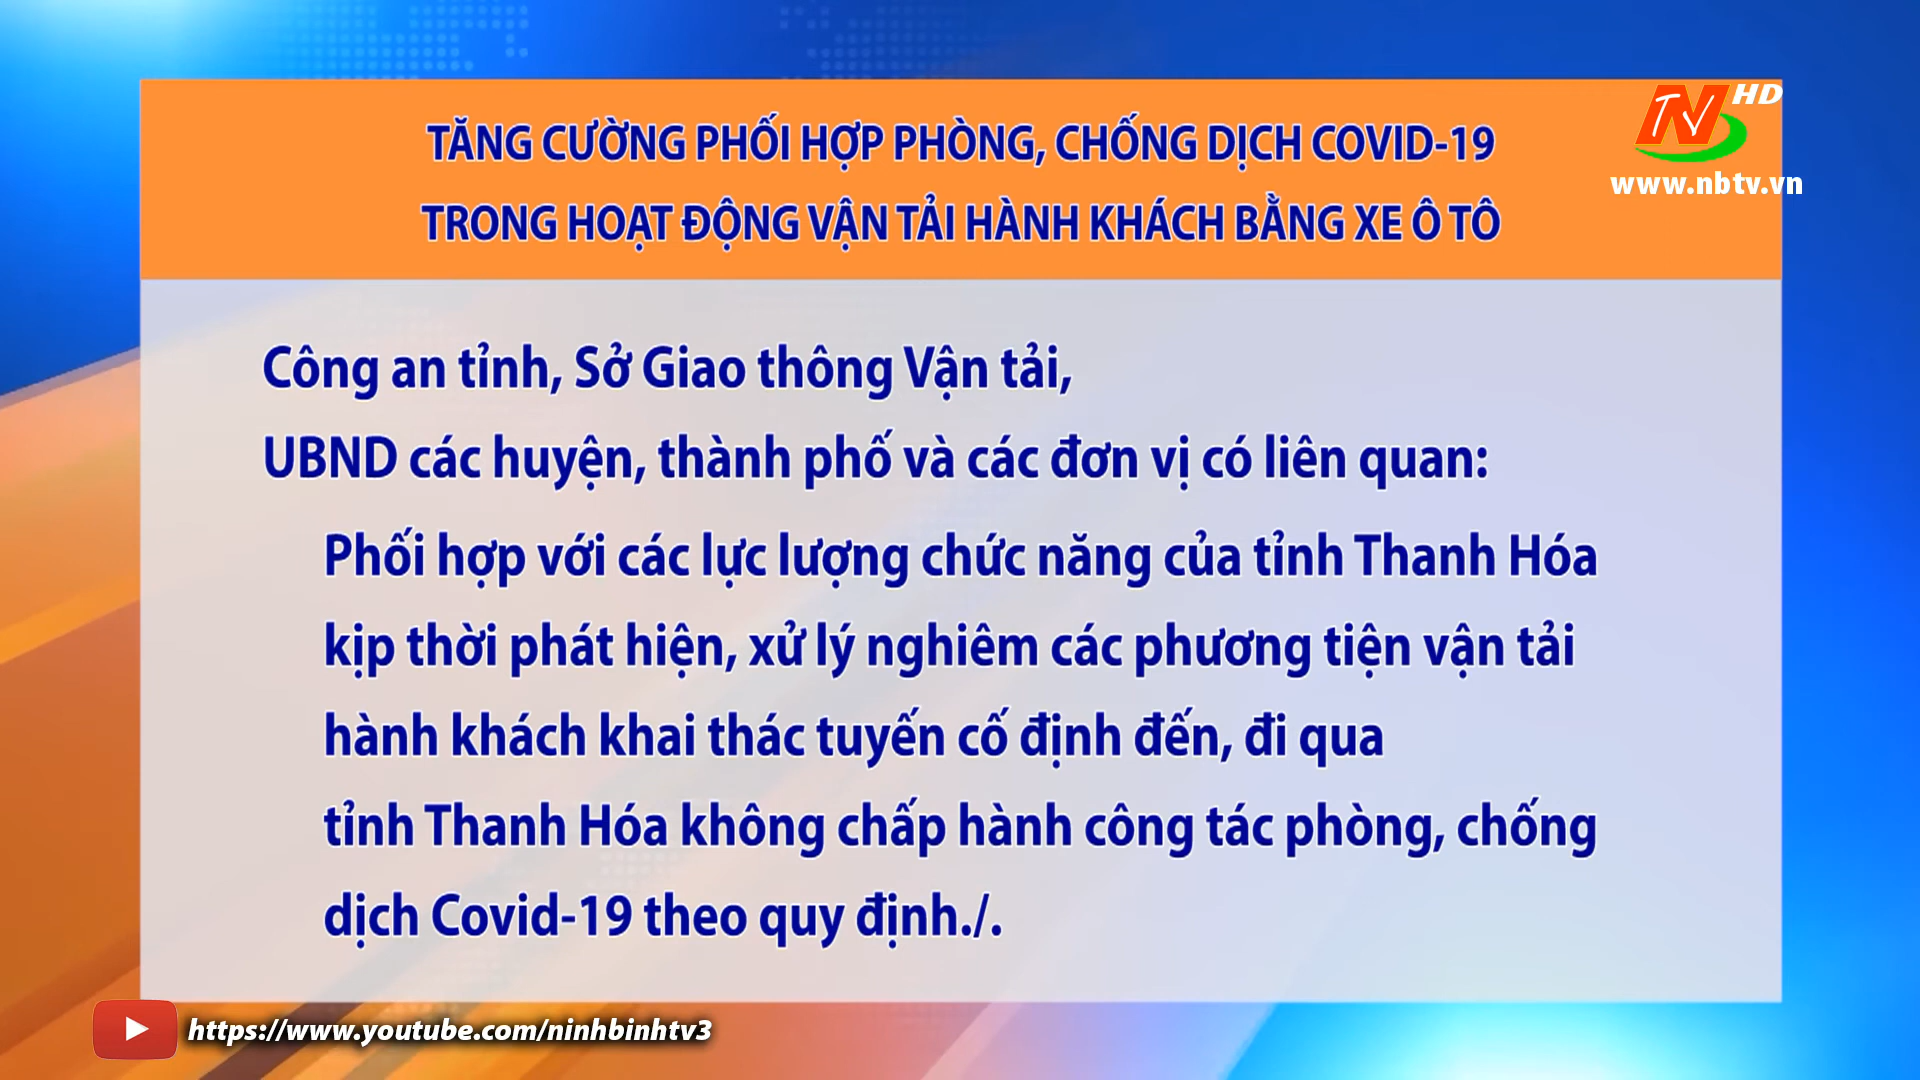 TĂNG CƯỜNG PHỐI HỢP PHÒNG, CHỐNG DỊCH COVID-19
TRONG HOẠT ĐỘNG VẬN TẢI HÀNH KHÁCH BẰNG XE Ô TÔ
NTV HD
www.nbtv.vn
Công an tỉnh, Sở Giao thông Vận tải,
UBND các huyện, thành phố và các đơn vị có liên quan:
Phối hợp với các lực lượng chức năng của tỉnh Thanh Hóa
kịp thời phát hiện, xử lý nghiêm các phương tiện vận tải
hành khách khai thác tuyến cố định đến, đi qua
tỉnh Thanh Hóa không chấp hành công tác phòng, chống
dịch Covid-19 theo quy định./.
https://www.youtube.com/ninhbinhtv3